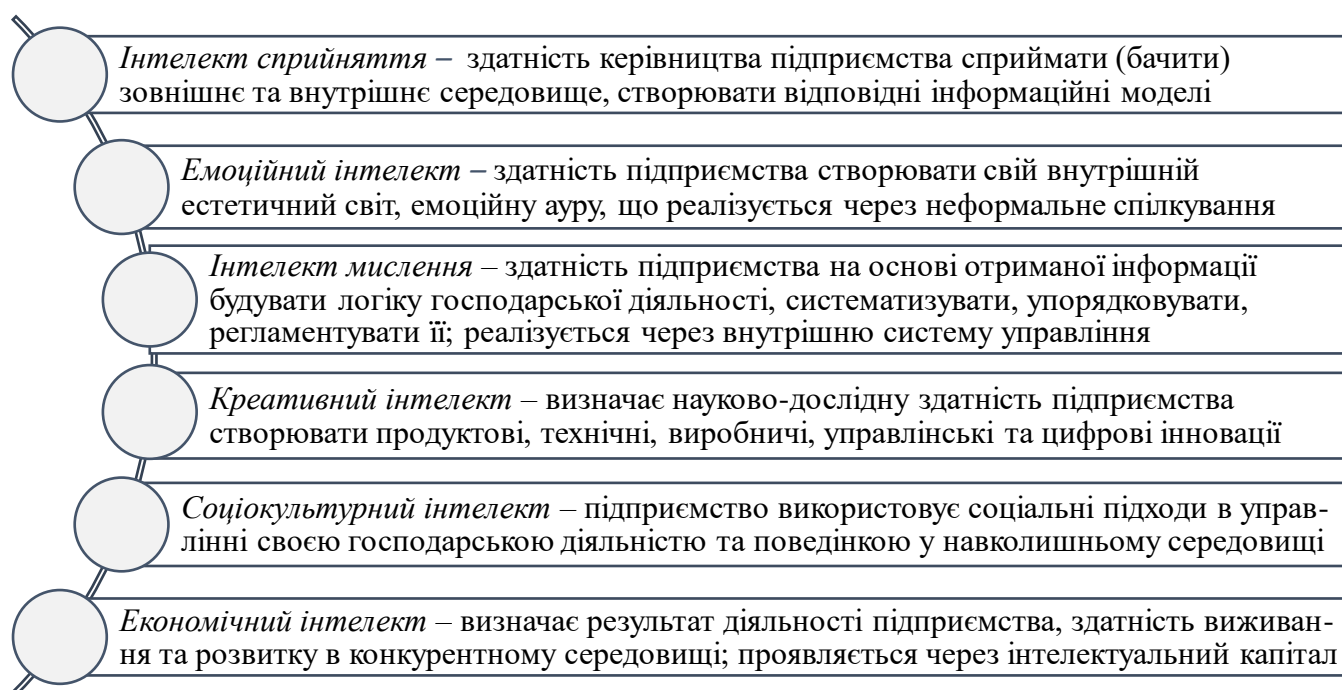 Інтелект сприйняття – здатність керівництва підприємства сприймати (бачити)
зовнішнє та внутрішнє середовище, створювати відповідні інформаційні моделі
Емоційний інтелект – здатність підприємства створювати свій внутрішній
естетичний світ, емоційну ауру, що реалізується через неформальне спілкування
Інтелект мислення – здатність підприємства на основі отриманої інформації
будувати логіку господарської діяльності, систематизувати, упорядковувати,
регламентувати її; реалізується через внутрішню систему управління
Креативний інтелект – визначає науково-дослідну здатність підприємства
створювати продуктові, технічні, виробничі, управлінські та цифрові інновації
Соціокультурний інтелект – підприємство використовує соціальні підходи в управ-
лінні своєю господарською діяльністю та поведінкою у навколишньому середовищі
Економічний інтелект – визначає результат діяльності підприємства, здатність виживан-
ня та розвитку в конкурентному середовищі; проявляється через інтелектуальний капітал